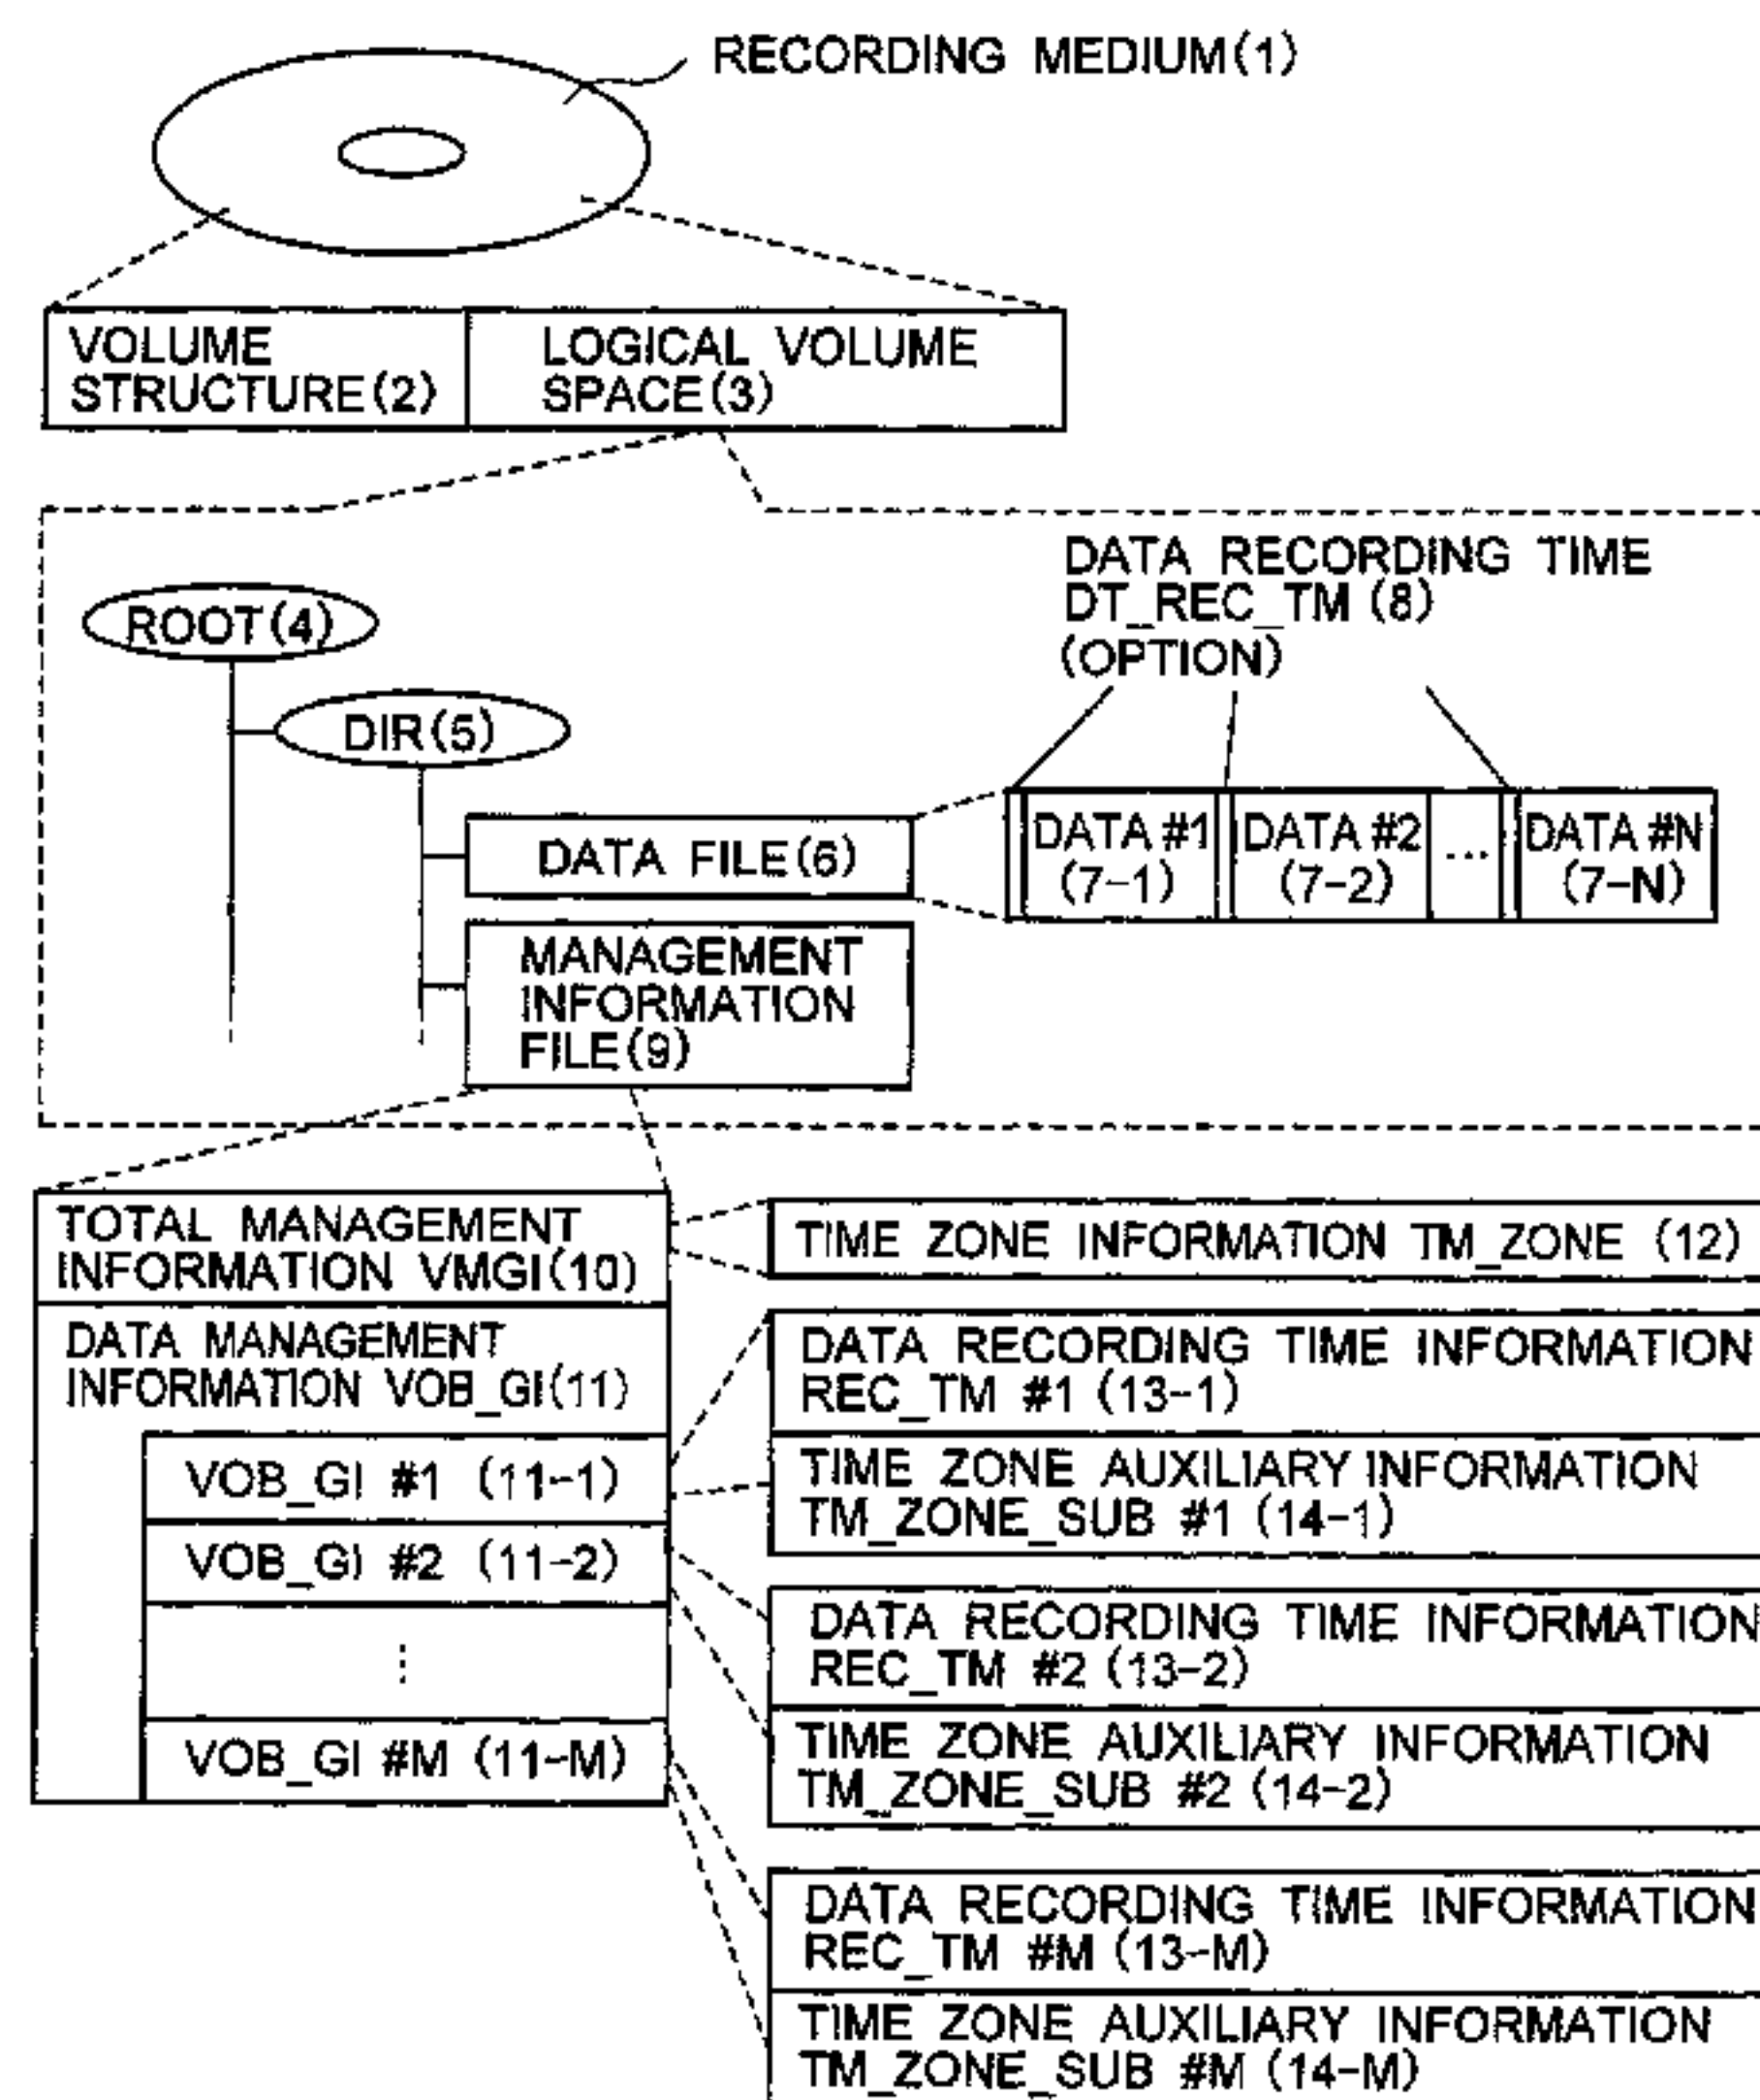 RECORDING MEDIUM(1)
VOLUME
STRUCTURE(2)
LOGICAL VOLUME
SPACE(3)
DATA RECORDING TIME
DT_REC_TM (8)
(OPTION)
ROOT(4)
DIR(5)
DATA FILE(6)
DATA #1
(7-1)
DATA #2
(7-2)
...
DATA #N
(7-N)
MANAGEMENT
INFORMATION
FILE(9)
TOTAL MANAGEMENT
INFORMATION VMGI(10)
TIME ZONE INFORMATION TM_ZONE (12)
DATA MANAGEMENT
INFORMATION VOB_GI(11)
VOB_GI #1 (11-1)
VOB_GI #2 (11-2)
⋮
VOB_GI #M (11-M)
DATA RECORDING TIME INFORMATION
REC_TM #1 (13-1)
TIME ZONE AUXILIARY INFORMATION
TM_ZONE_SUB #1 (14-1)
DATA RECORDING TIME INFORMATION
REC_TM #2 (13-2)
TIME ZONE AUXILIARY INFORMATION
TM_ZONE_SUB #2 (14-2)
DATA RECORDING TIME INFORMATION
REC_TM #M (13-M)
TIME ZONE AUXILIARY INFORMATION
TM_ZONE_SUB #M (14-M)